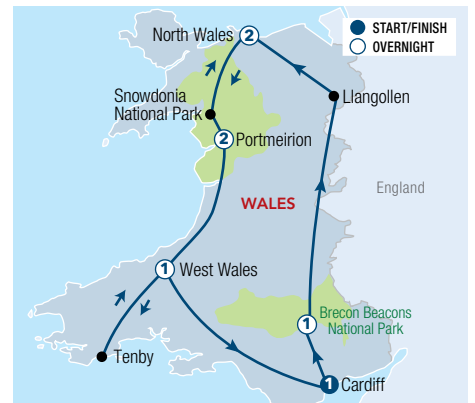 START/FINISH
OVERNIGHT
North Wales 2
Snowdonia
National Park
Llangollen
2 Portmeirion
England
WALES
1 West Wales
Brecon Beacons
1 National Park
Tenby
1 Cardiff